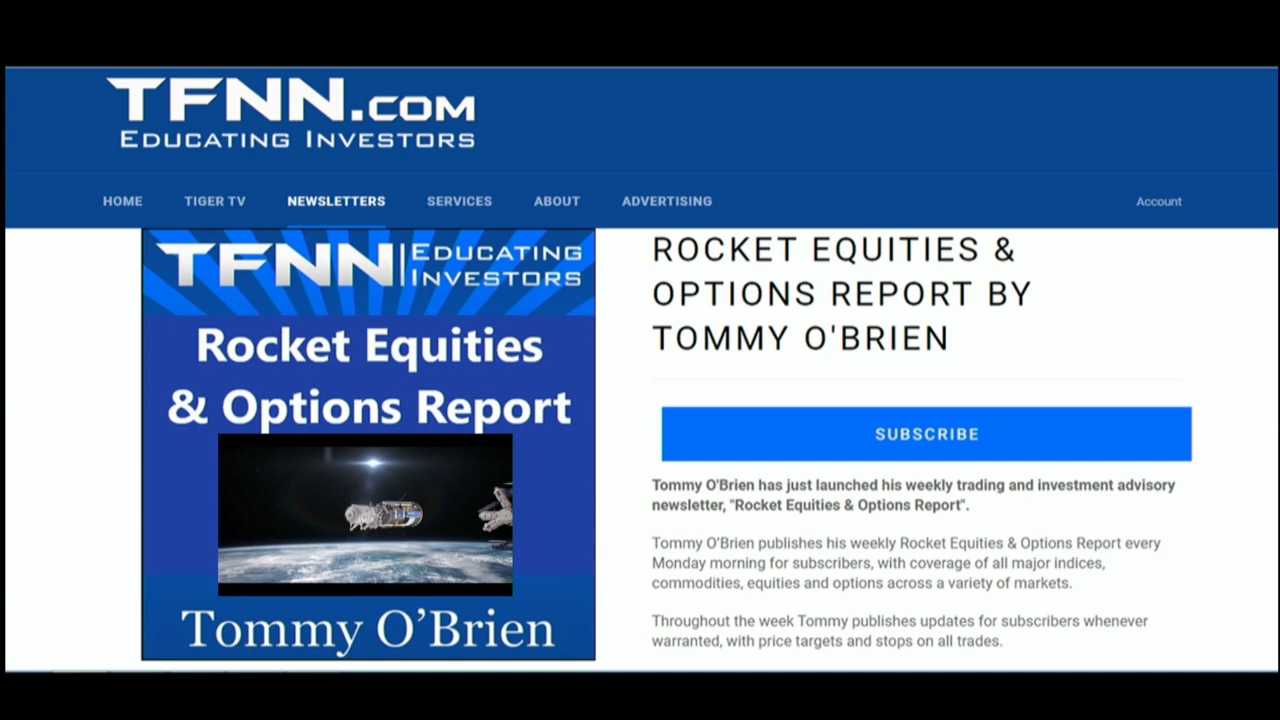 TFNN.COM
EDUCATING INVESTORS
HOME TIGER TV NEWSLETTERS SERVICES ABOUT ADVERTISING Account
TFNN EDUCATING
INVESTORS
Rocket Equities
& Options Report
Tommy O’Brien
ROCKET EQUITIES &
OPTIONS REPORT BY
TOMMY O'BRIEN
SUBSCRIBE
Tommy O'Brien has just launched his weekly trading and investment advisory
newsletter, "Rocket Equities & Options Report".
Tommy O'Brien publishes his weekly Rocket Equities & Options Report every
Monday morning for subscribers, with coverage of all major indices,
commodities, equities and options across a variety of markets.
Throughout the week Tommy publishes updates for subscribers whenever
warranted, with price targets and stops on all trades.